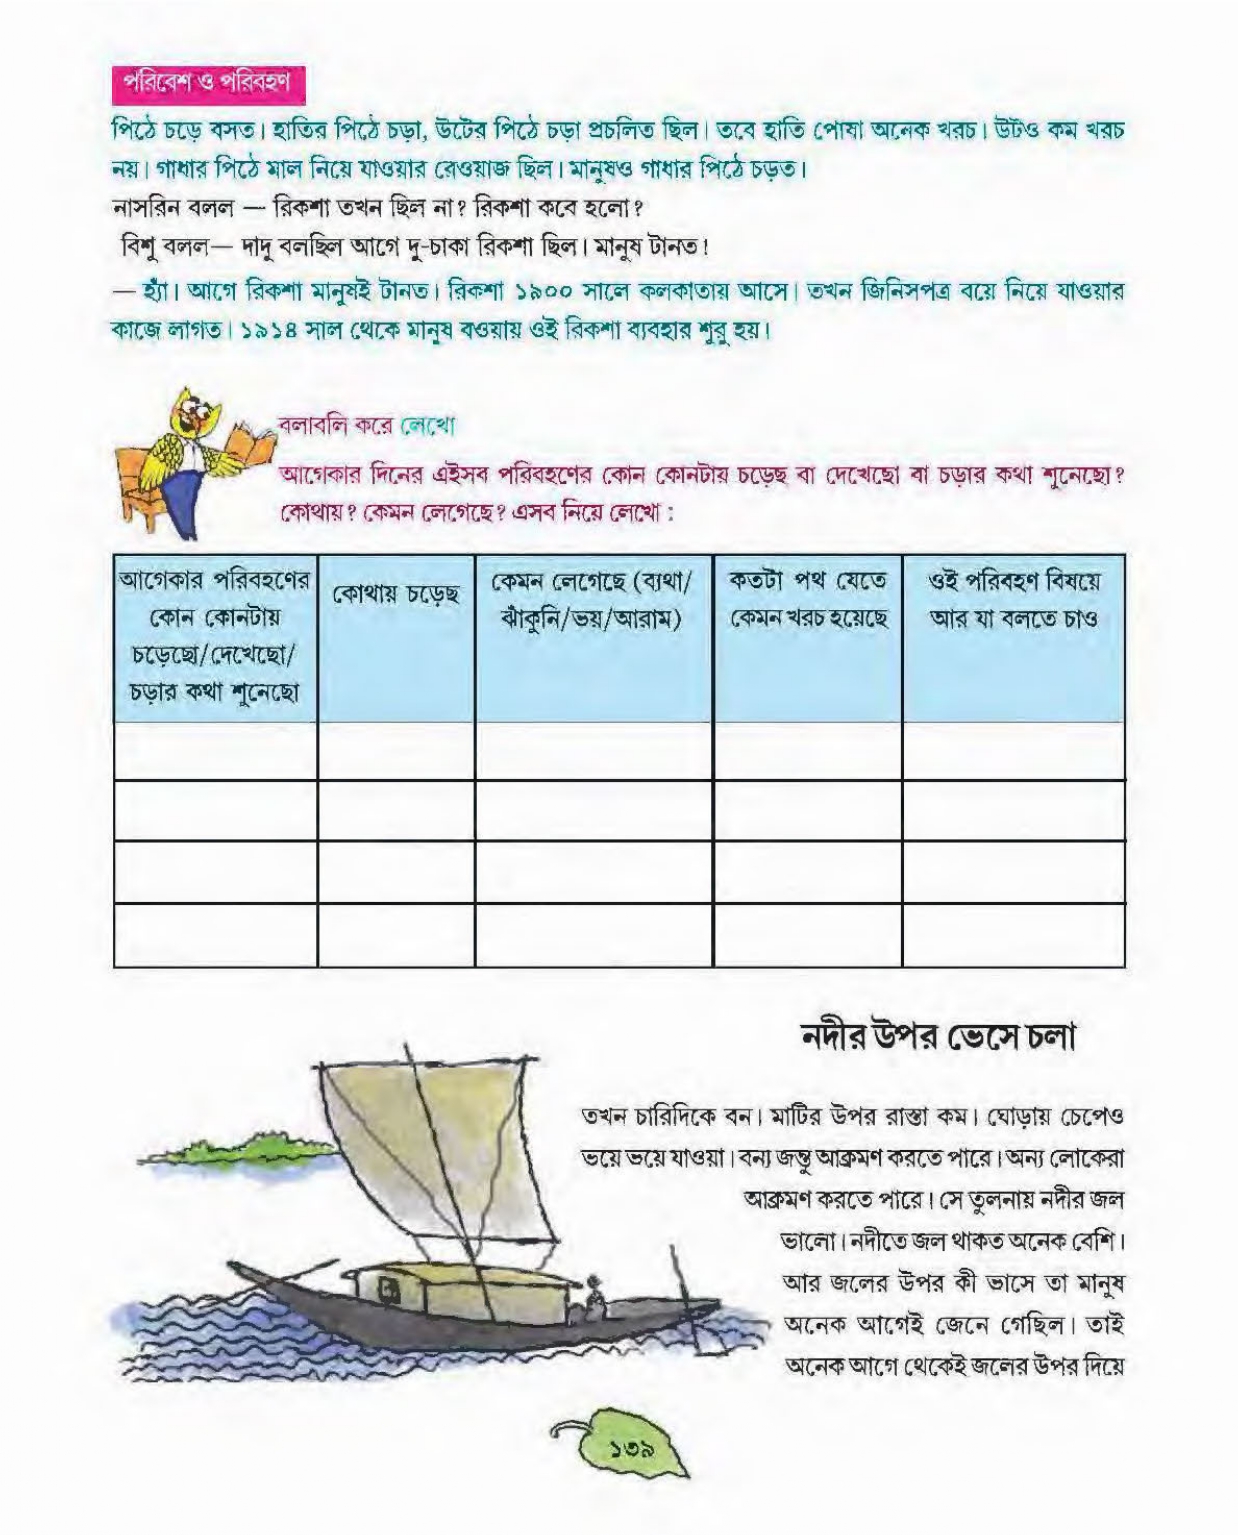 পরিবেশ ও পরিবহণ
পিঠে চড়ে বসত। হাতির পিঠে চড়া, উটের পিঠে চড়া প্রচলিত ছিল। তবে হাতি পোষা অনেক খরচ। উটও কম খরচ
নয়। গাধার পিঠে মাল নিয়ে যাওয়ার রেওয়াজ ছিল। মানুষও গাধার পিঠে চড়ত।
নাসরিন বলল — রিকশা তখন ছিল না? রিকশা কবে হলো?
বিশু বলল— দাদু বলছিল আগে দু-চাকা রিকশা ছিল। মানুষ টানত!
— হ্যাঁ। আগে রিকশা মানুষই টানত। রিকশা ১৯০০ সালে কলকাতায় আসে। তখন জিনিসপত্র বয়ে নিয়ে যাওয়ার
কাজে লাগত। ১৯১৪ সাল থেকে মানুষ বওয়ায় ওই রিকশা ব্যবহার শুরু হয়।
বলাবলি করে লেখো
আগেকার দিনের এইসব পরিবহণের কোন কোনটায় চড়েছ বা দেখেছো বা চড়ার কথা শুনেছো?
কোথায়? কেমন লেগেছে? এসব নিয়ে লেখো :
আগেকার পরিবহণের
কোন কোনটায়
চড়েছো/দেখেছো/
চড়ার কথা শুনেছো
কোথায় চড়েছ
কেমন লেগেছে (ব্যথা/
ঝাঁকুনি/ভয়/আরাম)
কতটা পথ যেতে
কেমন খরচ হয়েছে
ওই পরিবহণ বিষয়ে
আর যা বলতে চাও
নদীর উপর ভেসে চলা
তখন চারিদিকে বন। মাটির উপর রাস্তা কম। ঘোড়ায় চেপেও
ভয়ে ভয়ে যাওয়া। বন্য জন্তু আক্রমণ করতে পারে। অন্য লোকেরা
আক্রমণ করতে পারে। সে তুলনায় নদীর জল
ভালো। নদীতে জল থাকত অনেক বেশি।
আর জলের উপর কী ভাসে তা মানুষ
অনেক আগেই জেনে গেছিল। তাই
অনেক আগে থেকেই জলের উপর দিয়ে
১৩৯